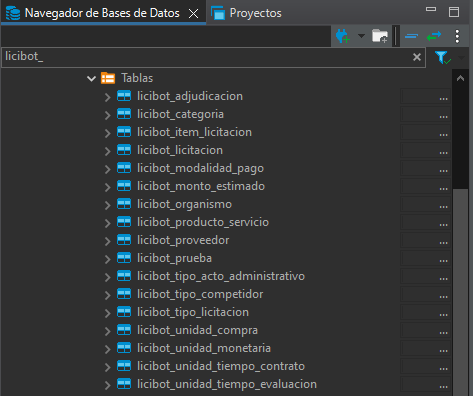 Navegador de Bases de Datos
Proyectos
licibot_
Tablas
licibot_adjudicacion ...
licibot_categoria ...
licibot_item_licitacion ...
licibot_licitacion ...
licibot_modalidad_pago ...
licibot_monto_estimado ...
licibot_organismo ...
licibot_producto_servicio ...
licibot_proveedor ...
licibot_prueba ...
licibot_tipo_acto_administrativo ...
licibot_tipo_competidor ...
licibot_tipo_licitacion ...
licibot_unidad_compra ...
licibot_unidad_monetaria ...
licibot_unidad_tiempo_contrato ...
licibot_unidad_tiempo_evaluacion ...